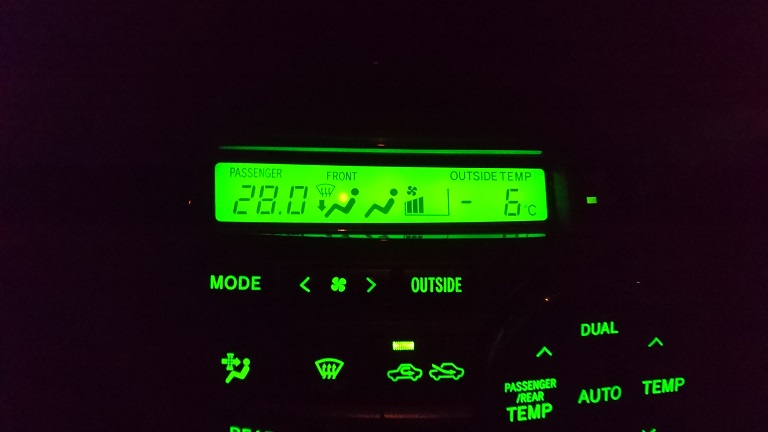 PASSENGER FRONT OUTSIDE TEMP
28.0 - 6°C
MODE < > OUTSIDE
DUAL
PASSENGER
/REAR
TEMP
AUTO
TEMP